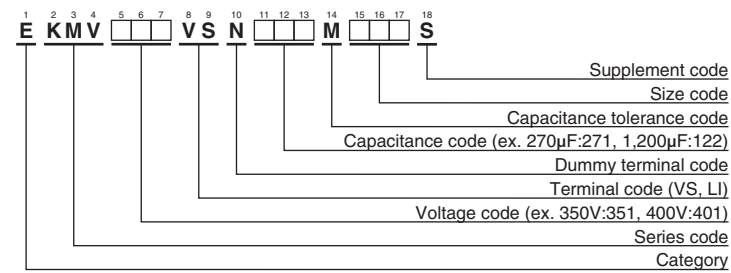 1 2 3 4 5 6 7 8 9 10 11 12 13 14 15 16 17 18
E KMV □□□ VS N □□□ M □□□ S
Supplement code
Size code
Capacitance tolerance code
Capacitance code (ex. 270µF:271, 1,200µF:122)
Dummy terminal code
Terminal code (VS, LI)
Voltage code (ex. 350V:351, 400V:401)
Series code
Category